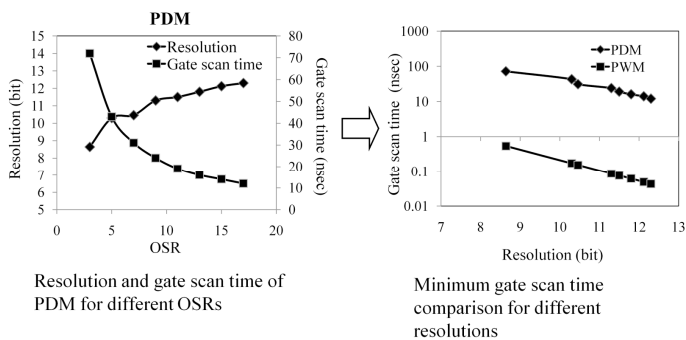 PDM
Resolution
Gate scan time
Resolution (bit)
15
14
13
12
11
10
9
8
7
6
5
80
70
60
50
40
30
20
10
0
Gate scan time (nsec)
0 5 10 15 20
OSR
Resolution and gate scan time of
PDM for different OSRs
PDM
PWM
Gate scan time (nsec)
1000
100
10
1
0.1
0.01
7 8 9 10 11 12 13
Resolution (bit)
Minimum gate scan time
comparison for different
resolutions